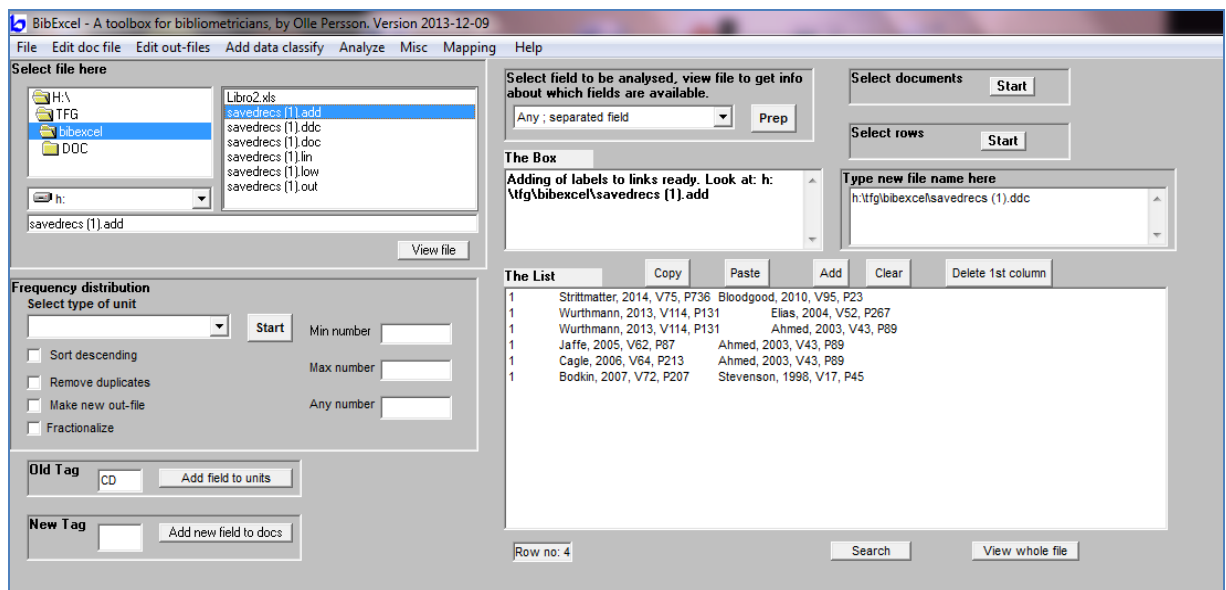 BibExcel - A toolbox for bibliometricians, by Olle Persson. Version 2013-12-09
File Edit doc file Edit out-files Add data classify Analyze Misc Mapping Help
Select file here
H:\
TFG
bibexcel
DOC
Libro2.xls
savedrecs (1).add
savedrecs (1).ddc
savedrecs (1).doc
savedrecs (1).lin
savedrecs (1).low
savedrecs (1).out
h:
savedrecs (1).add
View file
Frequency distribution
Select type of unit
Start
Sort descending
Remove duplicates
Make new out-file
Fractionalize
Min number
Max number
Any number
Old Tag
CD
Add field to units
New Tag
Add new field to docs
Select field to be analysed, view file to get info
about which fields are available.
Any ; separated field
Prep
Select documents
Start
Select rows
Start
The Box
Adding of labels to links ready. Look at: h:
\tfg\bibexcel\savedrecs (1).add
Type new file name here
h:\tfg\bibexcel\savedrecs (1).ddc
The List
Copy
Paste
Add
Clear
Delete 1st column
1 Strittmatter, 2014, V75, P736 Bloodgood, 2010, V95, P23
1 Wurthmann, 2013, V114, P131 Elias, 2004, V52, P267
1 Wurthmann, 2013, V114, P131 Ahmed, 2003, V43, P89
1 Jaffe, 2005, V62, P87 Ahmed, 2003, V43, P89
1 Cagle, 2006, V64, P213 Ahmed, 2003, V43, P89
1 Bodkin, 2007, V72, P207 Stevenson, 1998, V17, P45
Row no: 4
Search
View whole file